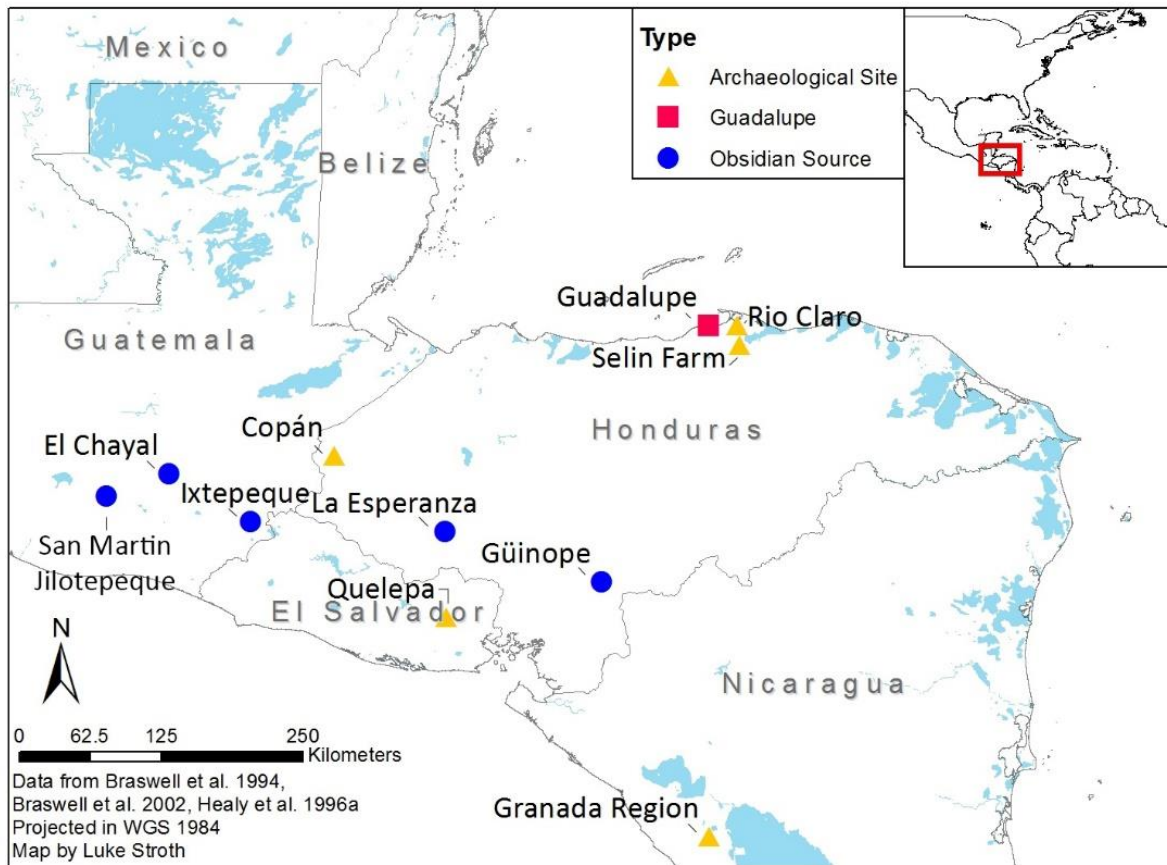 Mexico
Belize
Guatemala
Type
Archaeological Site
Guadalupe
Obsidian Source
Guadalupe
Rio Claro
Selin Farm
Honduras
Copán
El Chayal
Ixtepeque
La Esperanza
San Martin
Jilotepeque
Güinope
Quelepa
El Salvador
Nicaragua
Granada Region
N
0 62.5 125 250
Kilometers
Data from Braswell et al. 1994,
Braswell et al. 2002, Healy et al. 1996a
Projected in WGS 1984
Map by Luke Stroth